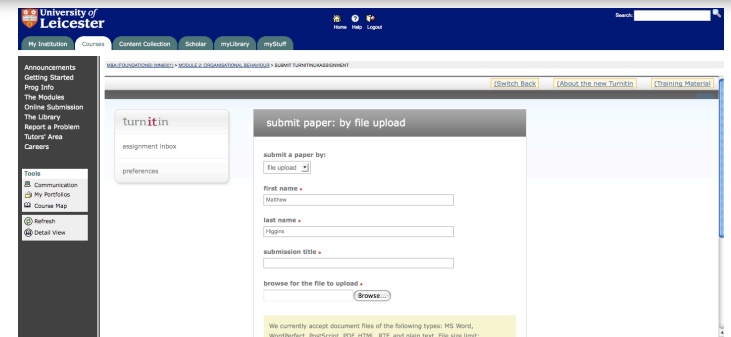 University of
Leicester
Home Help Logout
Search:
My Institution Courses Content Collection Scholar myLibrary myStuff
MBA (FOUNDATIONS) (MN8001) > MODULE 2: ORGANISATIONAL BEHAVIOUR > SUBMIT TURNITINUKASSIGNMENT
Announcements
Getting Started
Prog Info
The Modules
Online Submission
The Library
Report a Problem
Tutors' Area
Careers
Tools
Communication
My Portfolios
Course Map
Refresh
Detail View
(Switch Back (About the new Turnitin (Training Material
turnitin
assignment inbox
preferences
submit paper: by file upload
submit a paper by:
file upload
first name •
Matthew
last name •
Higgins
submission title •
browse for the file to upload •
Browse...
We currently accept document files of the following types: MS Word,
WordPerfect, PostScript, PDF, HTML, RTF and plain text. File size limit: